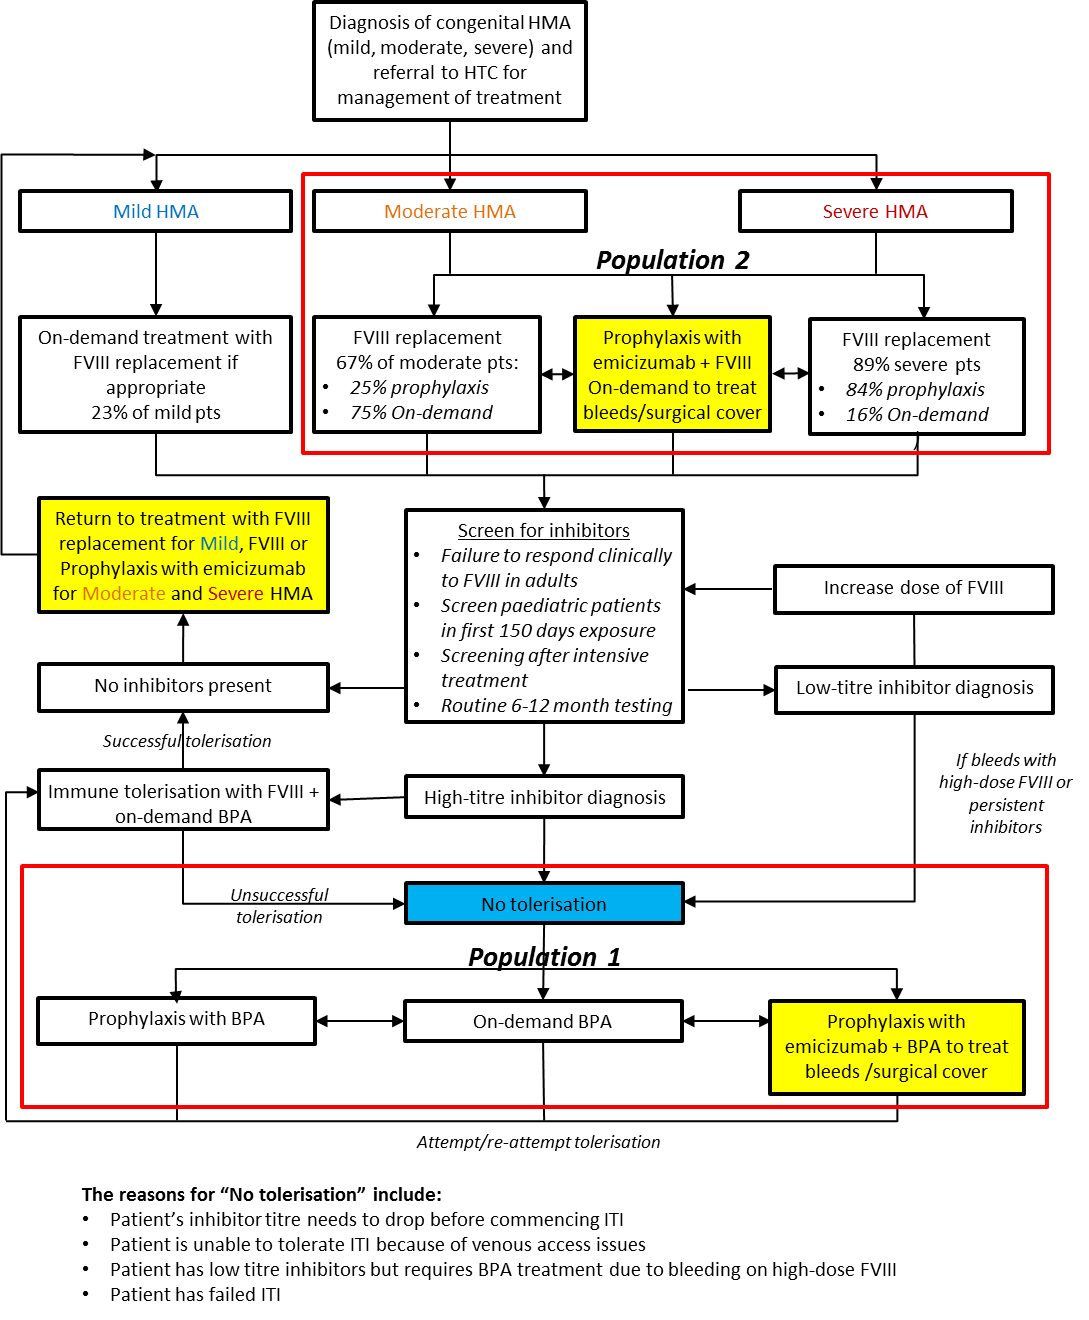 Diagnosis of congenital HMA
(mild, moderate, severe) and
referral to HTC for
management of treatment
Mild HMA
Moderate HMA
Severe HMA
Population 2
On-demand treatment with
FVIII replacement if
appropriate
23% of mild pts
FVIII replacement
67% of moderate pts:
• 25% prophylaxis
• 75% On-demand
Prophylaxis with
emicizumab + FVIII
On-demand to treat
bleeds/surgical cover
FVIII replacement
89% severe pts
• 84% prophylaxis
• 16% On-demand
Return to treatment with FVIII
replacement for Mild, FVIII or
Prophylaxis with emicizumab
for Moderate and Severe HMA
Screen for inhibitors
• Failure to respond clinically
to FVIII in adults
• Screen paediatric patients
in first 150 days exposure
• Screening after intensive
treatment
• Routine 6-12 month testing
Increase dose of FVIII
No inhibitors present
Low-titre inhibitor diagnosis
Successful tolerisation
If bleeds with
high-dose FVIII or
persistent
inhibitors
Immune tolerisation with FVIII +
on-demand BPA
High-titre inhibitor diagnosis
Unsuccessful
tolerisation
No tolerisation
Population 1
Prophylaxis with BPA
On-demand BPA
Prophylaxis with
emicizumab + BPA to treat
bleeds /surgical cover
Attempt/re-attempt tolerisation
The reasons for “No tolerisation” include:
• Patient’s inhibitor titre needs to drop before commencing ITI
• Patient is unable to tolerate ITI because of venous access issues
• Patient has low titre inhibitors but requires BPA treatment due to bleeding on high-dose FVIII
• Patient has failed ITI